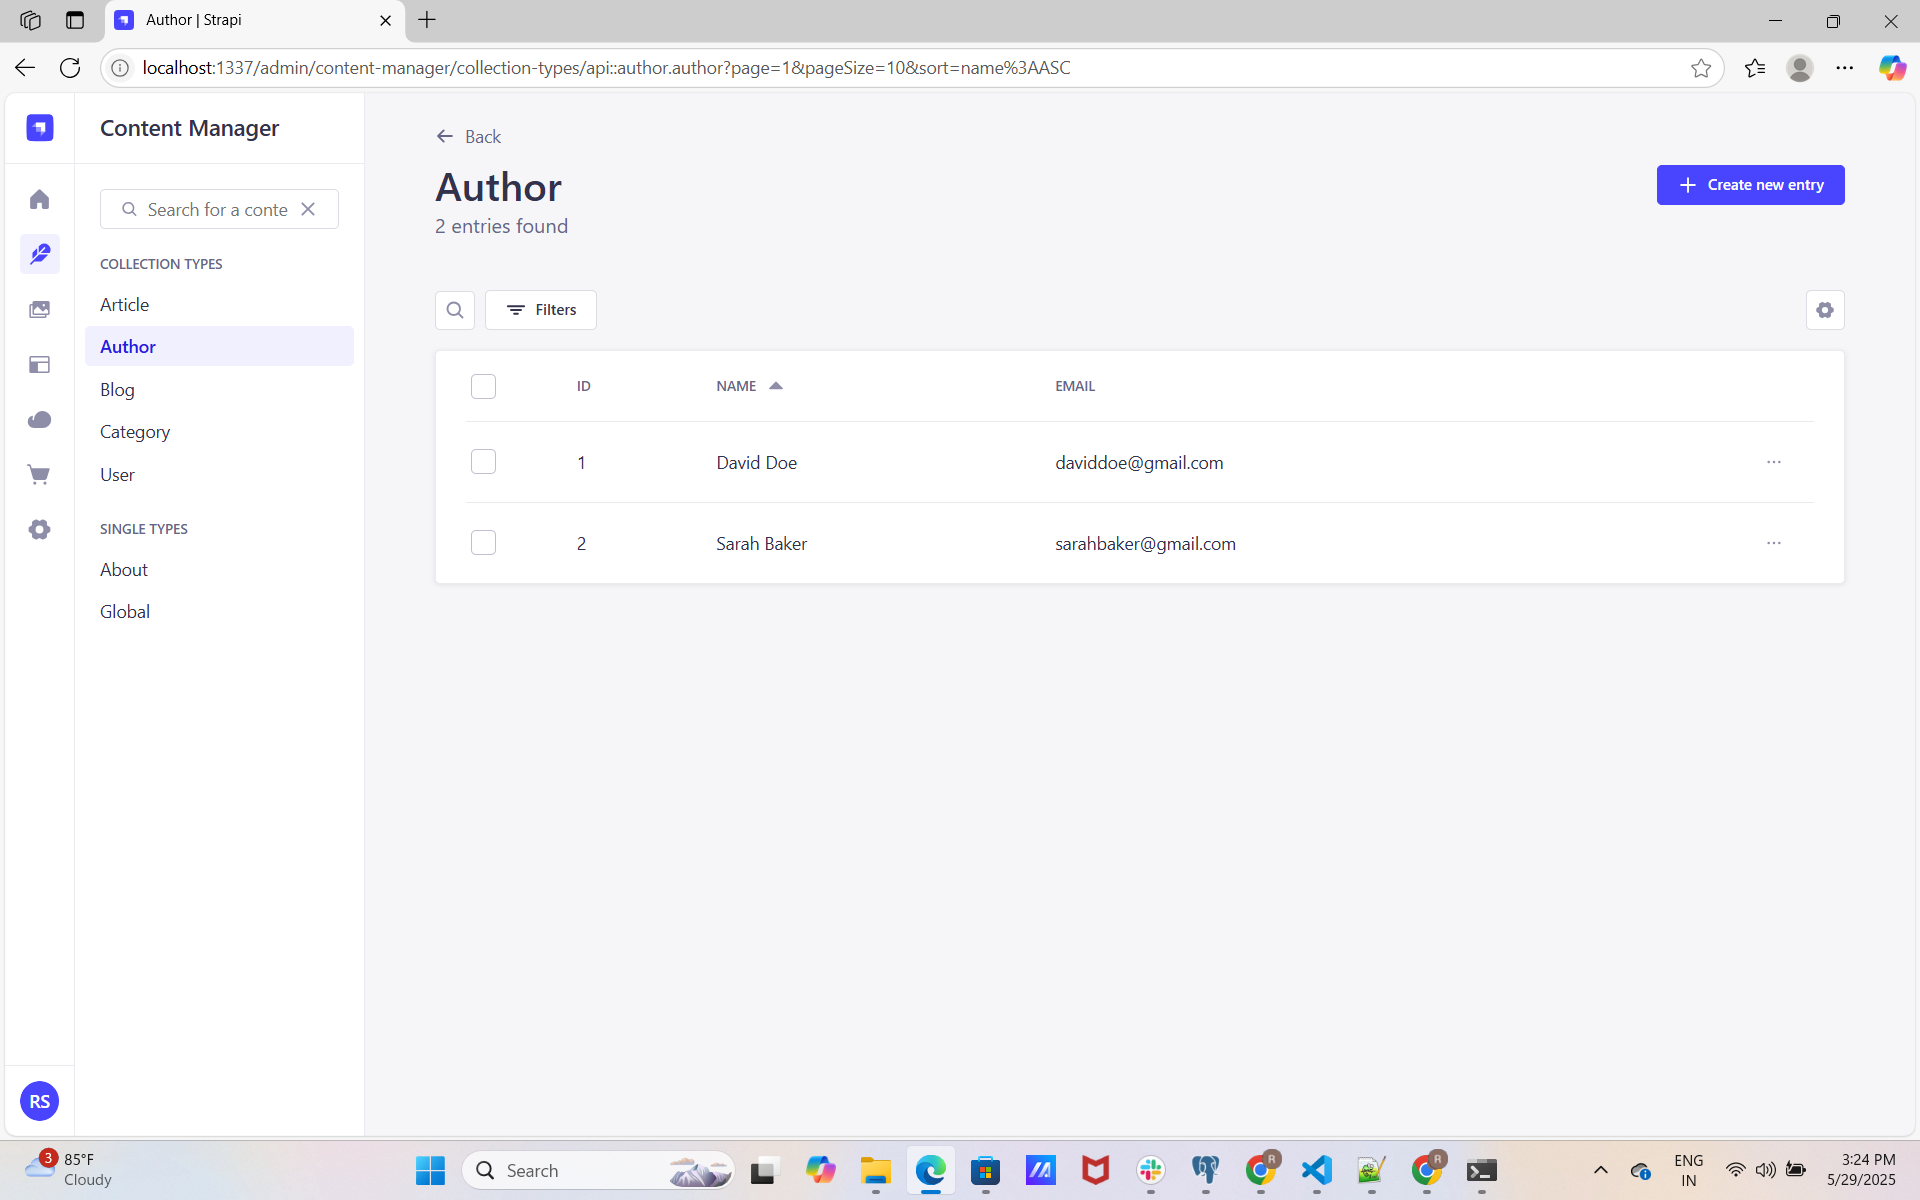 Author | Strapi
localhost:1337/admin/content-manager/collection-types/api::author.author?page=1&pageSize=10&sort=name%3AASC
Content Manager
Search for a conte
COLLECTION TYPES
Article
Author
Blog
Category
User
SINGLE TYPES
About
Global
RS
Back
Author
2 entries found
Create new entry
Filters
ID NAME EMAIL
1 David Doe daviddoe@gmail.com
2 Sarah Baker sarahbaker@gmail.com
3
85°F
Cloudy
Search
R
R
ENG
IN
3:24 PM
5/29/2025